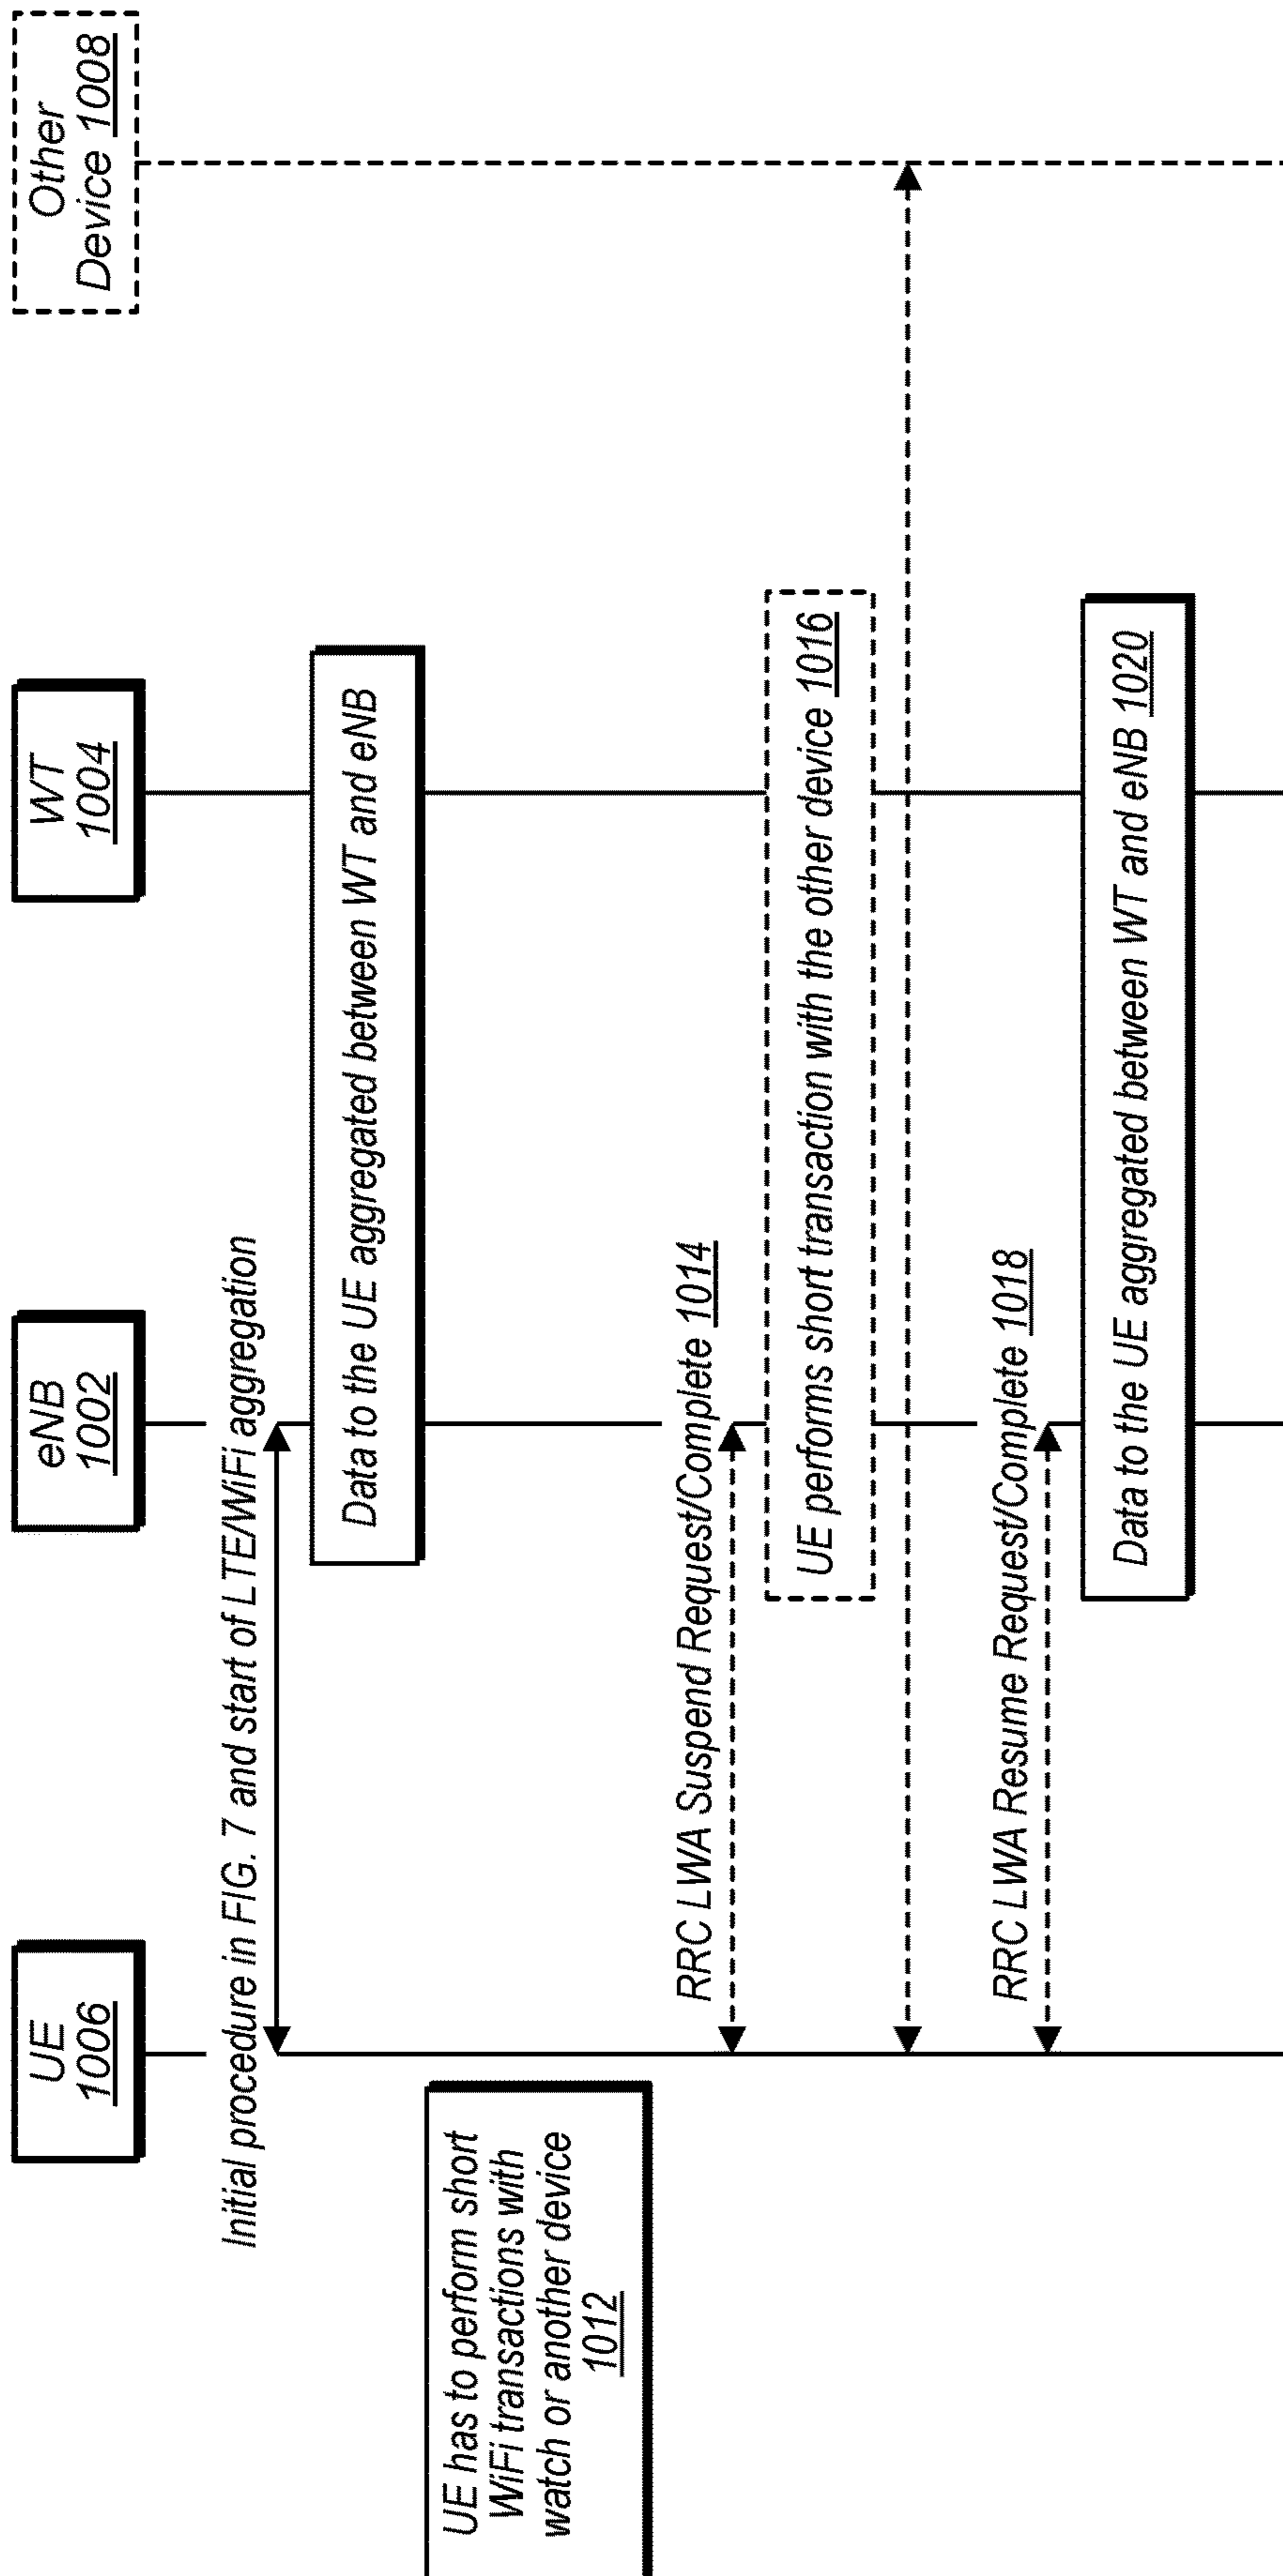 UE
1006
eNB
1002
WT
1004
Other
Device 1008
Initial procedure in FIG. 7 and start of LTE/WiFi aggregation
Data to the UE aggregated between WT and eNB
UE has to perform short
WiFi transactions with
watch or another device
1012
RRC LWA Suspend Request/Complete 1014
UE performs short transaction with the other device 1016
RRC LWA Resume Request/Complete 1018
Data to the UE aggregated between WT and eNB 1020